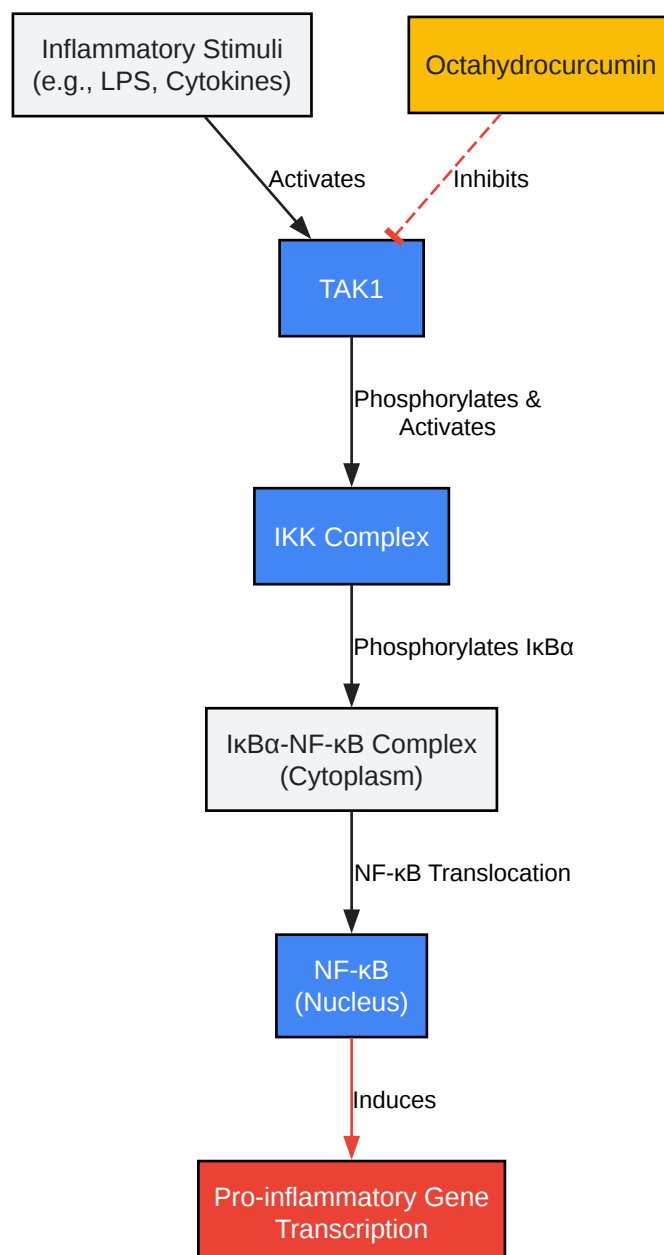 Inflammatory Stimuli
(e.g., LPS, Cytokines)
Octahydrocurcumin
Activates
Inhibits
TAK1
Phosphorylates &
Activates
IKK Complex
Phosphorylates IκBα
IκBα-NF-κB Complex
(Cytoplasm)
NF-κB Translocation
NF-κB
(Nucleus)
Induces
Pro-inflammatory Gene
Transcription